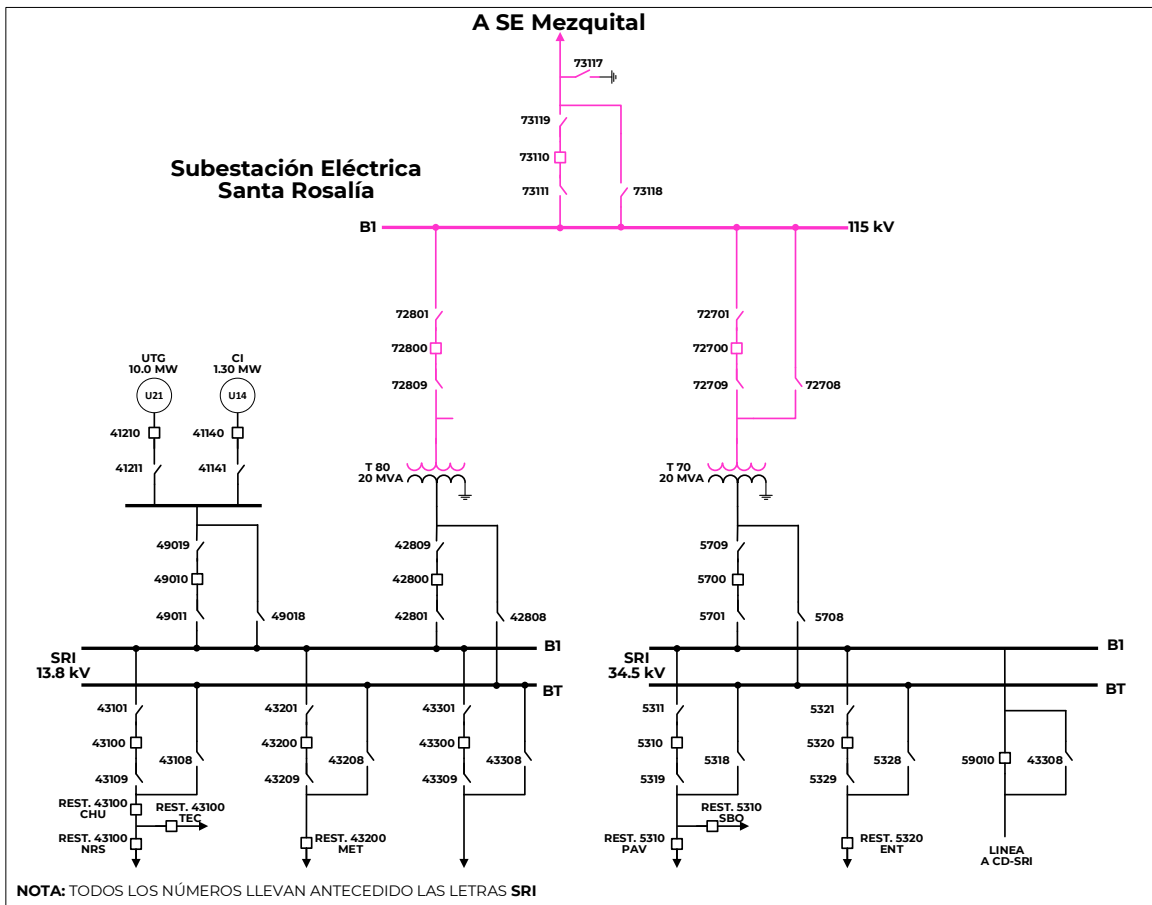 A SE Mezquital
73117
73119
Subestación Eléctrica
Santa Rosalía
73110
73111
73118
B1
115 kV
72801
72701
72800
72700
72809
72709
72708
UTG
10.0 MW
CI
1.30 MW
U21
U14
41210
41140
41211
41141
T 80
20 MVA
T 70
20 MVA
49019
42809
5709
49010
42800
5700
49011
49018
42801
42808
5701
5708
B1
B1
SRI
13.8 kV
SRI
34.5 kV
BT
BT
43101
43201
43301
5311
5321
43100
43200
43300
5310
5320
43108
43208
43308
5318
5328
59010
43308
43109
43209
43309
5319
5329
REST. 43100
CHU
REST. 43100
TEC
REST. 5310
SBO
REST. 43100
NRS
REST. 43200
MET
REST. 5310
PAV
REST. 5320
ENT
LINEA
A CD-SRI
NOTA: TODOS LOS NÚMEROS LLEVAN ANTECEDIDO LAS LETRAS SRI